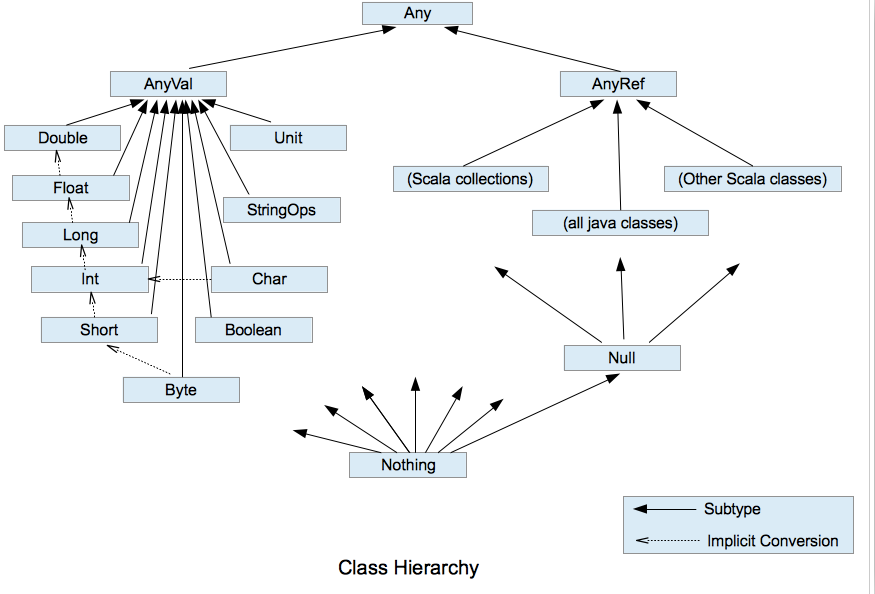 Any
AnyVal
AnyRef
Double
Unit
Float
(Scala collections)
(Other Scala classes)
StringOps
(all java classes)
Long
Int
Char
Short
Boolean
Null
Byte
Nothing
Subtype
Implicit Conversion
Class Hierarchy